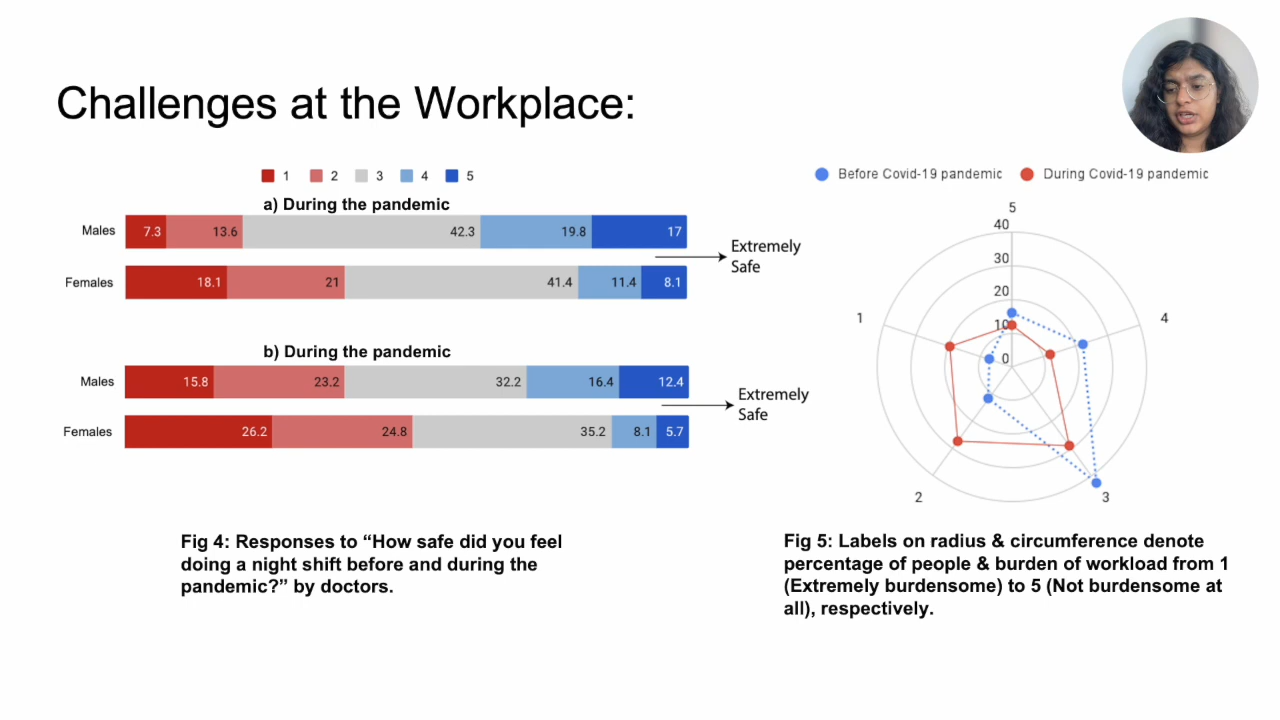 Challenges at the Workplace:
1 2 3 4 5
a) During the pandemic
Males 7.3 13.6 42.3 19.8 17
Extremely
Safe
Females 18.1 21 41.4 11.4 8.1
b) During the pandemic
Males 15.8 23.2 32.2 16.4 12.4
Extremely
Safe
Females 26.2 24.8 35.2 8.1 5.7
Fig 4: Responses to “How safe did you feel
doing a night shift before and during the
pandemic?” by doctors.
Before Covid-19 pandemic During Covid-19 pandemic
5
40
30
20
10
0
1
4
2
3
Fig 5: Labels on radius & circumference denote
percentage of people & burden of workload from 1
(Extremely burdensome) to 5 (Not burdensome at
all), respectively.